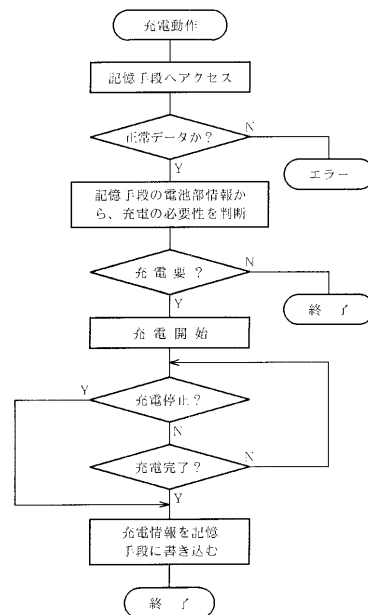 充電動作
記憶手段へアクセス
正常データか?
N
Y
エラー
記憶手段の電池部情報か
ら、充電の必要性を判断
充電要?
N
Y
終了
充電開始
Y
充電停止?
N
充電完了?
N
Y
充電情報を記憶
手段に書き込む
終了